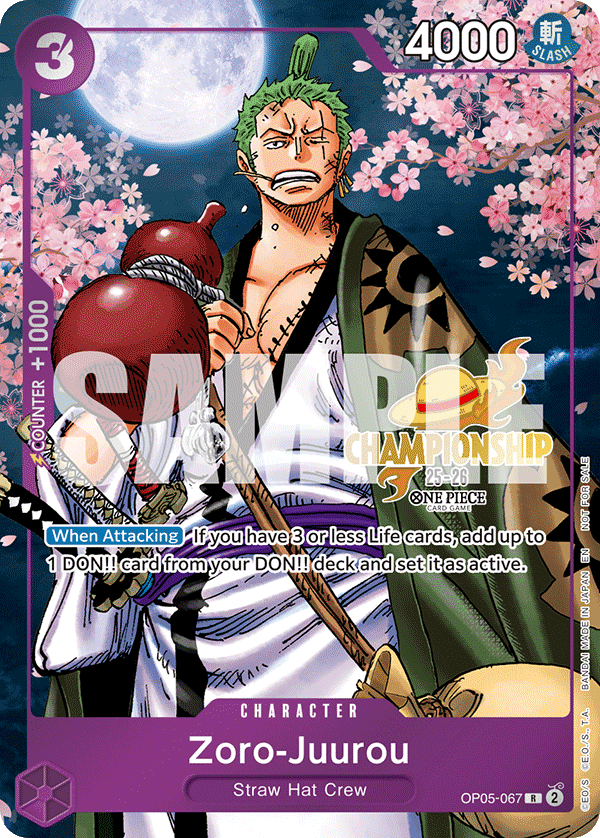 3
4000
斬
SLASH
COUNTER +1000
SAMPLE
CHAMPIONSHIP
25-26
ONE PIECE
CARD GAME
When Attacking If you have 3 or less Life cards, add up to
1 DON!! card from your DON!! deck and set it as active.
CHARACTER
Zoro-Juurou
Straw Hat Crew
OP05-067 R 2
©E.O/S ©E.O./S., T.A. BANDAI MADE IN JAPAN EN NOT FOR SALE